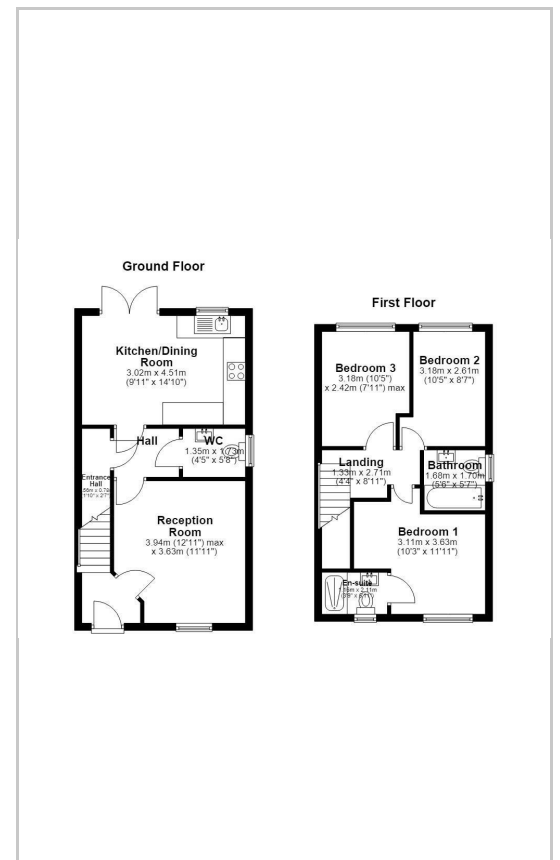 Ground Floor
Kitchen/Dining
Room
3.02m x 4.51m
(9'11" x 14'10")
Hall
WC
1.35m x 1.73m
(4'5" x 5'8")
Entrance
Hall
Reception
Room
3.94m (12'11") max
x 3.63m (11'11")
First Floor
Bedroom 3
3.18m (10'5")
x 2.42m (7'11") max
Bedroom 2
3.18m x 2.61m
(10'5" x 8'7")
Landing
1.33m x 2.71m
(4'4" x 8'11")
Bathroom
1.68m x 1.70m
(5'6" x 5'7")
Bedroom 1
3.11m x 3.63m
(10'3" x 11'11")
En-suite